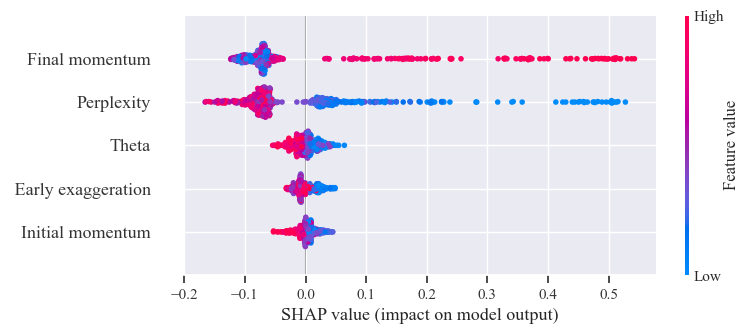 High
Final momentum
Perplexity
Theta
Early exaggeration
Initial momentum
Feature value
Low
−0.2 −0.1 0.0 0.1 0.2 0.3 0.4 0.5
SHAP value (impact on model output)